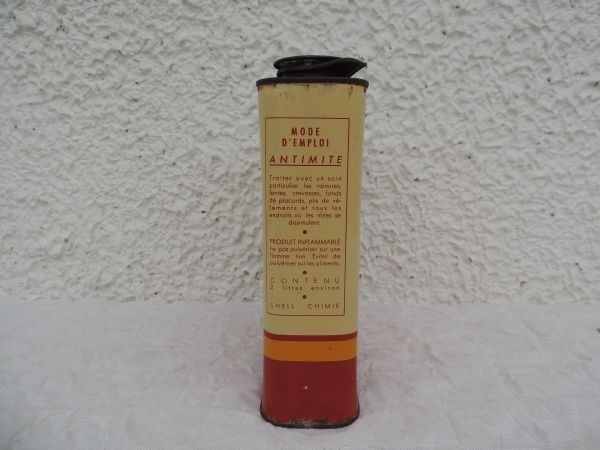 MODE
D'EMPLOI
ANTIMITE
Traiter avec un soin
particulier les rainures,
fentes, crevasses, fonds
de placards, plis de vê-
tements et tous les
endroits où les mites se
dissimulent.
PRODUIT INFLAMMABLE
ne pas pulvériser sur une
flamme nue. Eviter de
pulvériser sur les aliments.
CONTENU
2 litres environ
SHELL CHIMIE